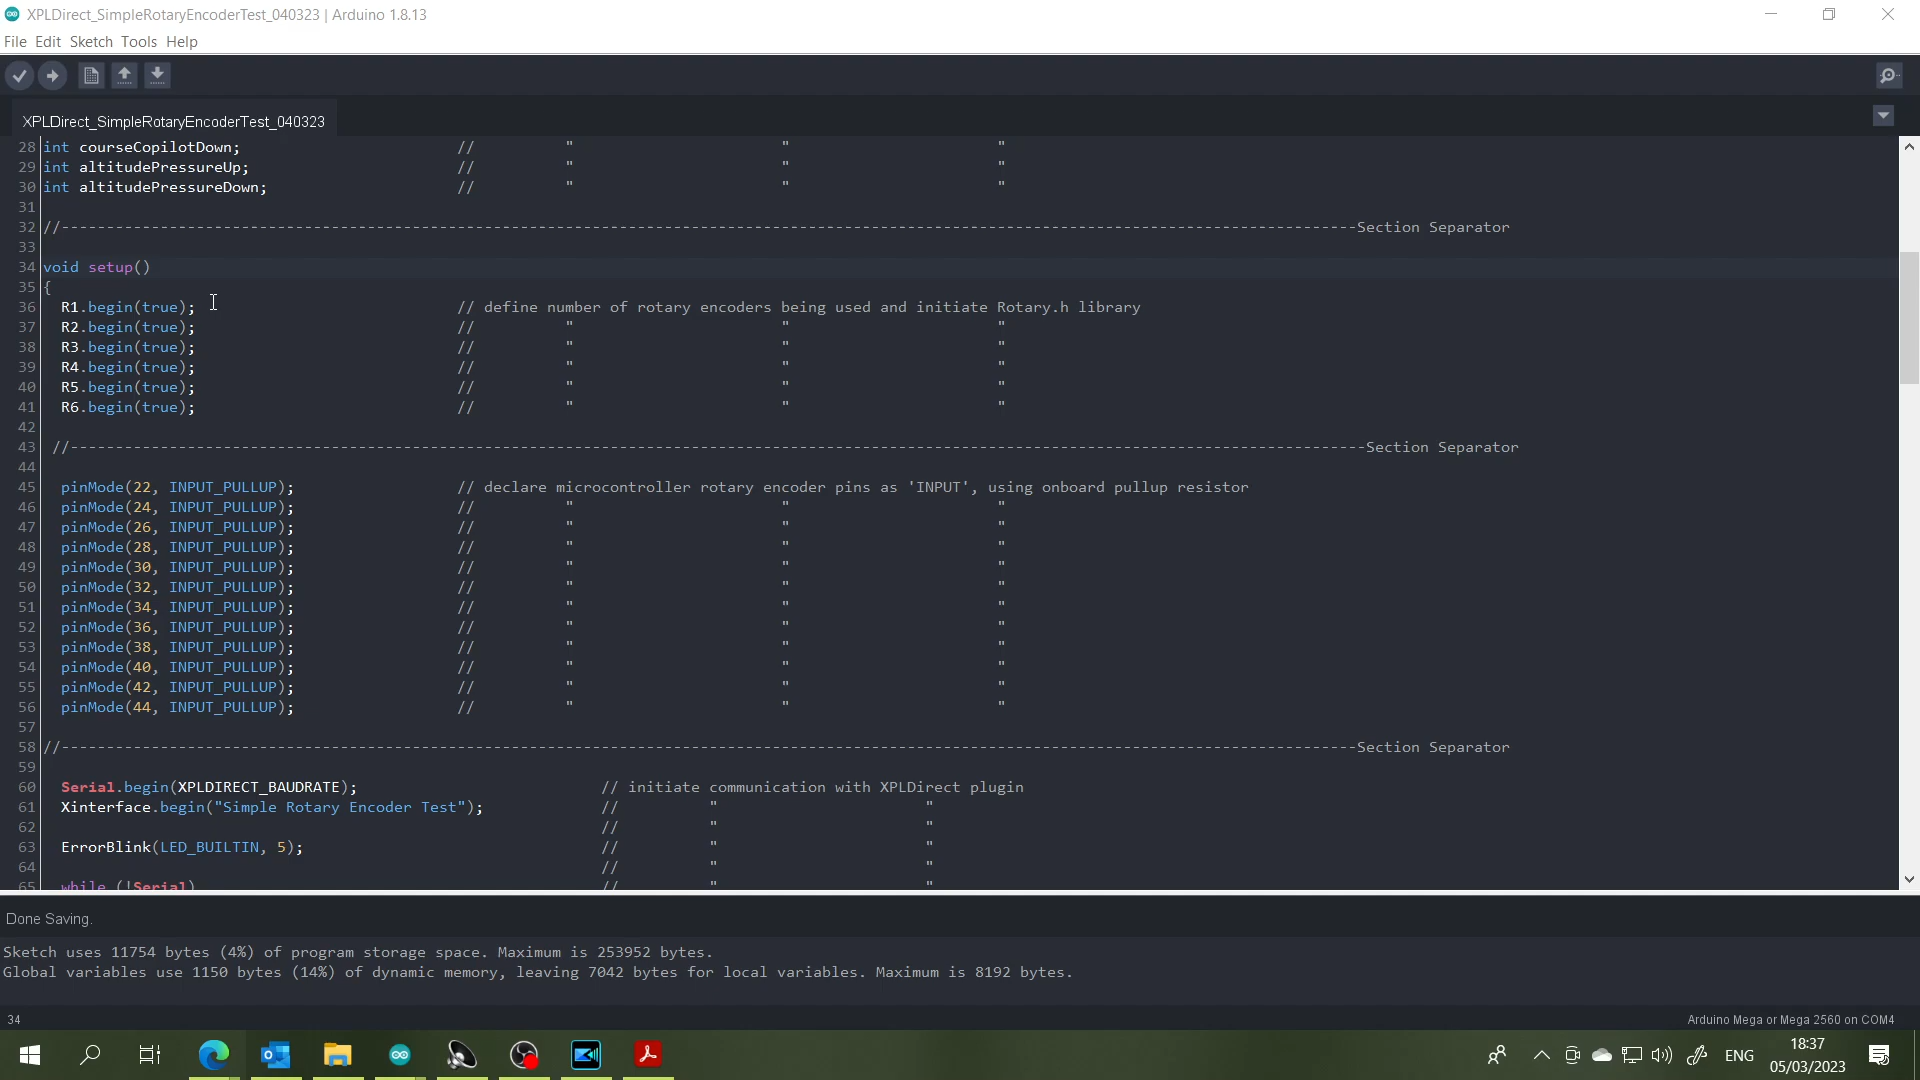 XPLDirect_SimpleRotaryEncoderTest_040323 | Arduino 1.8.13
File Edit Sketch Tools Help
XPLDirect_SimpleRotaryEncoderTest_040323
28 int courseCopilotDown; // " " "
29 int altitudePressureUp; // " " "
30 int altitudePressureDown; // " " "
31
32 //------------------------------------------------------------------------------------------------------------------------------------------------Section Separator
33
34 void setup()
35 {
36 R1.begin(true); // define number of rotary encoders being used and initiate Rotary.h library
37 R2.begin(true); // " " "
38 R3.begin(true); // " " "
39 R4.begin(true); // " " "
40 R5.begin(true); // " " "
41 R6.begin(true); // " " "
42
43 //------------------------------------------------------------------------------------------------------------------------------------------------Section Separator
44
45 pinMode(22, INPUT_PULLUP); // declare microcontroller rotary encoder pins as 'INPUT', using onboard pullup resistor
46 pinMode(24, INPUT_PULLUP); // " " "
47 pinMode(26, INPUT_PULLUP); // " " "
48 pinMode(28, INPUT_PULLUP); // " " "
49 pinMode(30, INPUT_PULLUP); // " " "
50 pinMode(32, INPUT_PULLUP); // " " "
51 pinMode(34, INPUT_PULLUP); // " " "
52 pinMode(36, INPUT_PULLUP); // " " "
53 pinMode(38, INPUT_PULLUP); // " " "
54 pinMode(40, INPUT_PULLUP); // " " "
55 pinMode(42, INPUT_PULLUP); // " " "
56 pinMode(44, INPUT_PULLUP); // " " "
57
58 //------------------------------------------------------------------------------------------------------------------------------------------------Section Separator
59
60 Serial.begin(XPLDIRECT_BAUDRATE); // initiate communication with XPLDirect plugin
61 Xinterface.begin("Simple Rotary Encoder Test"); // " "
62 // " "
63 ErrorBlink(LED_BUILTIN, 5); // " "
64 // " "
65 while (!Serial) // " "
Done Saving.
Sketch uses 11754 bytes (4%) of program storage space. Maximum is 253952 bytes.
Global variables use 1150 bytes (14%) of dynamic memory, leaving 7042 bytes for local variables. Maximum is 8192 bytes.
34 Arduino Mega or Mega 2560 on COM4
ENG
18:37
05/03/2023